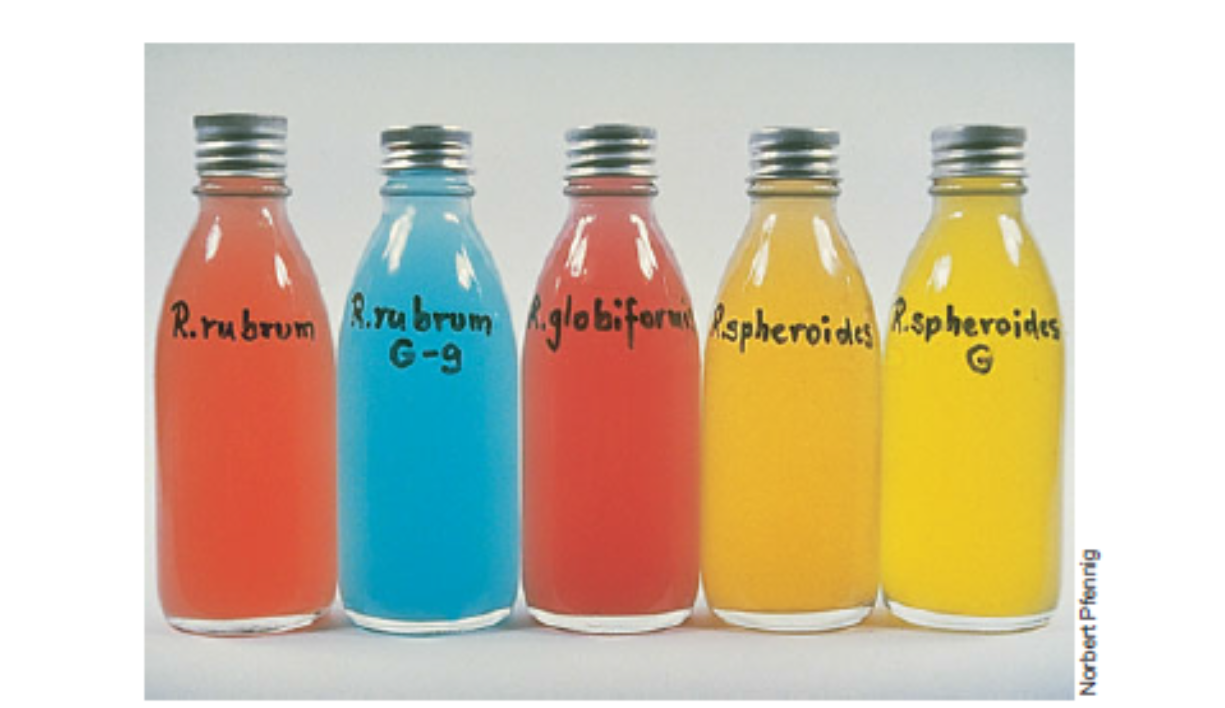 R.rubrum
R.rubrum
G-9
R.globiformi
R.spheroides
R.spheroides
G
Norbert Pfennig